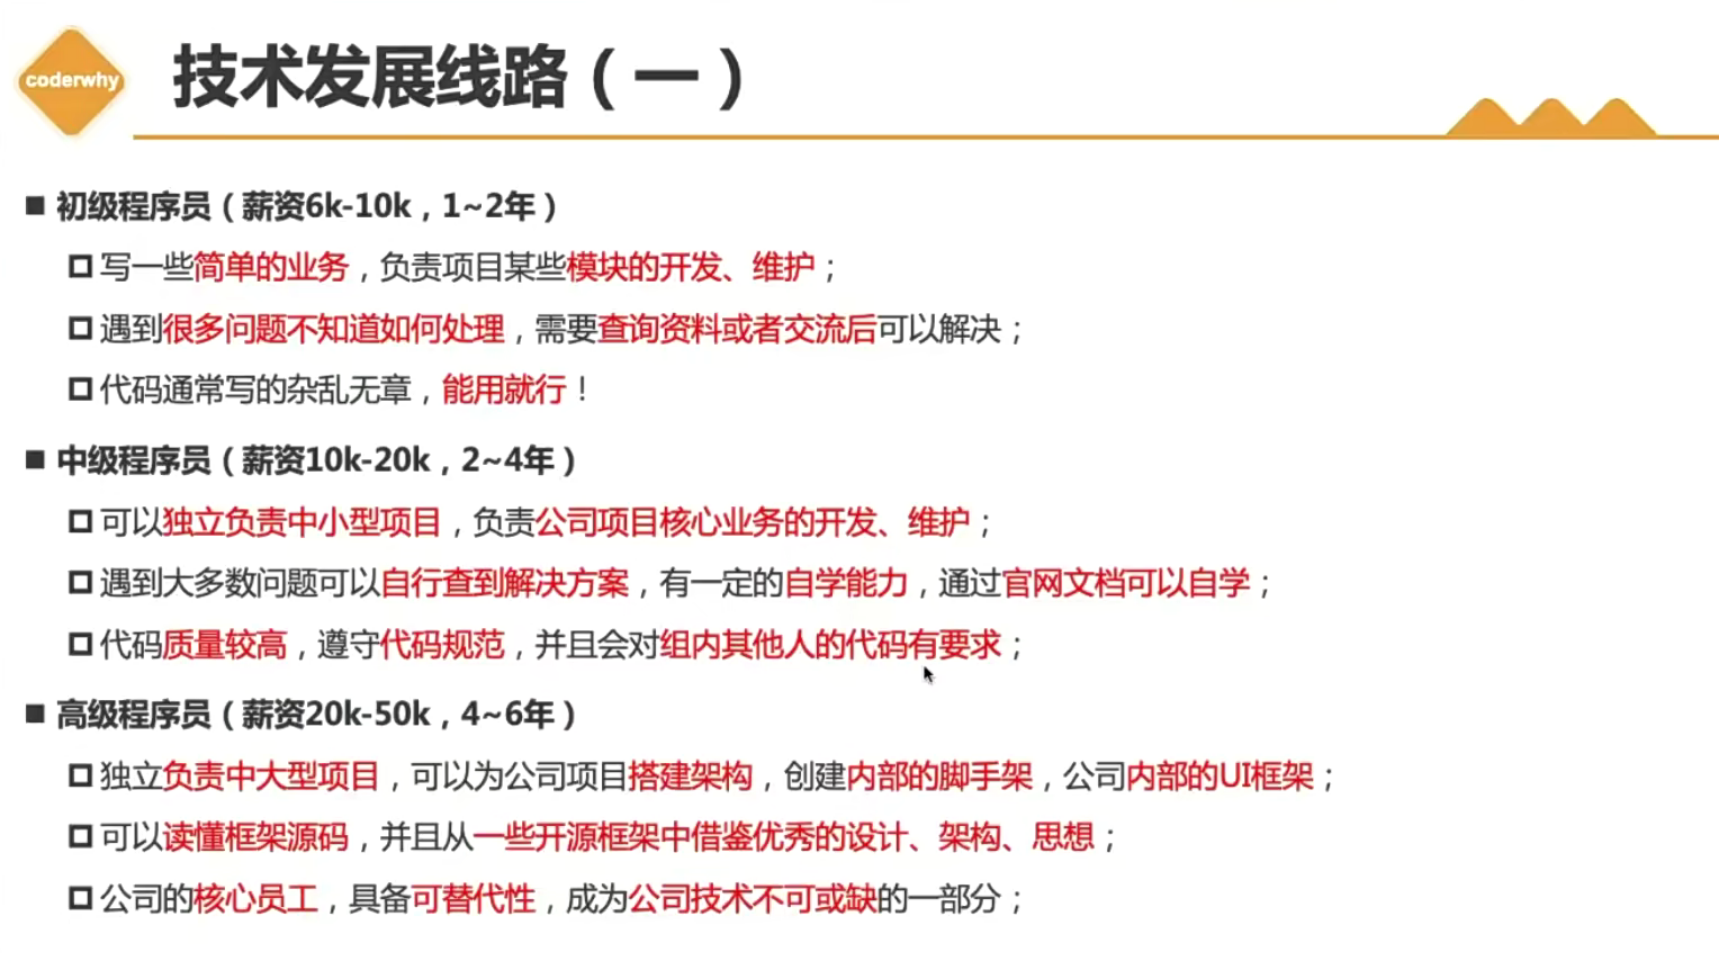 coderwhy
技术发展线路（一）
■ 初级程序员（薪资6k-10k，1~2年）
写一些简单的业务，负责项目某些模块的开发、维护；
遇到很多问题不知道如何处理，需要查询资料或者交流后可以解决；
代码通常写的杂乱无章，能用就行！
■ 中级程序员（薪资10k-20k，2~4年）
可以独立负责中小型项目，负责公司项目核心业务的开发、维护；
遇到大多数问题可以自行查到解决方案，有一定的自学能力，通过官网文档可以自学；
代码质量较高，遵守代码规范，并且会对组内其他人的代码有要求；
■ 高级程序员（薪资20k-50k，4~6年）
独立负责中大型项目，可以为公司项目搭建架构，创建内部的脚手架，公司内部的UI框架；
可以读懂框架源码，并且从一些开源框架中借鉴优秀的设计、架构、思想；
公司的核心员工，具备可替代性，成为公司技术不可或缺的一部分；